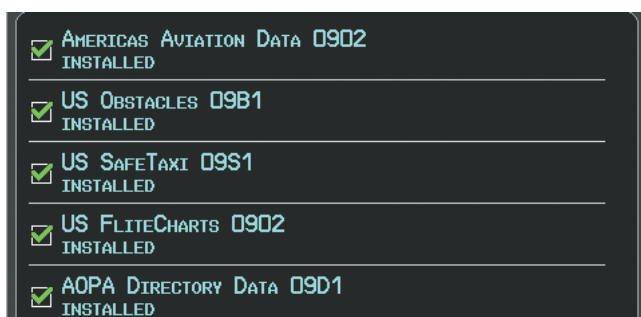 Americas Aviation Data 0902
INSTALLED
US Obstacles 09B1
INSTALLED
US SafeTaxi 09S1
INSTALLED
US FliteCharts 0902
INSTALLED
AOPA Directory Data 09D1
INSTALLED